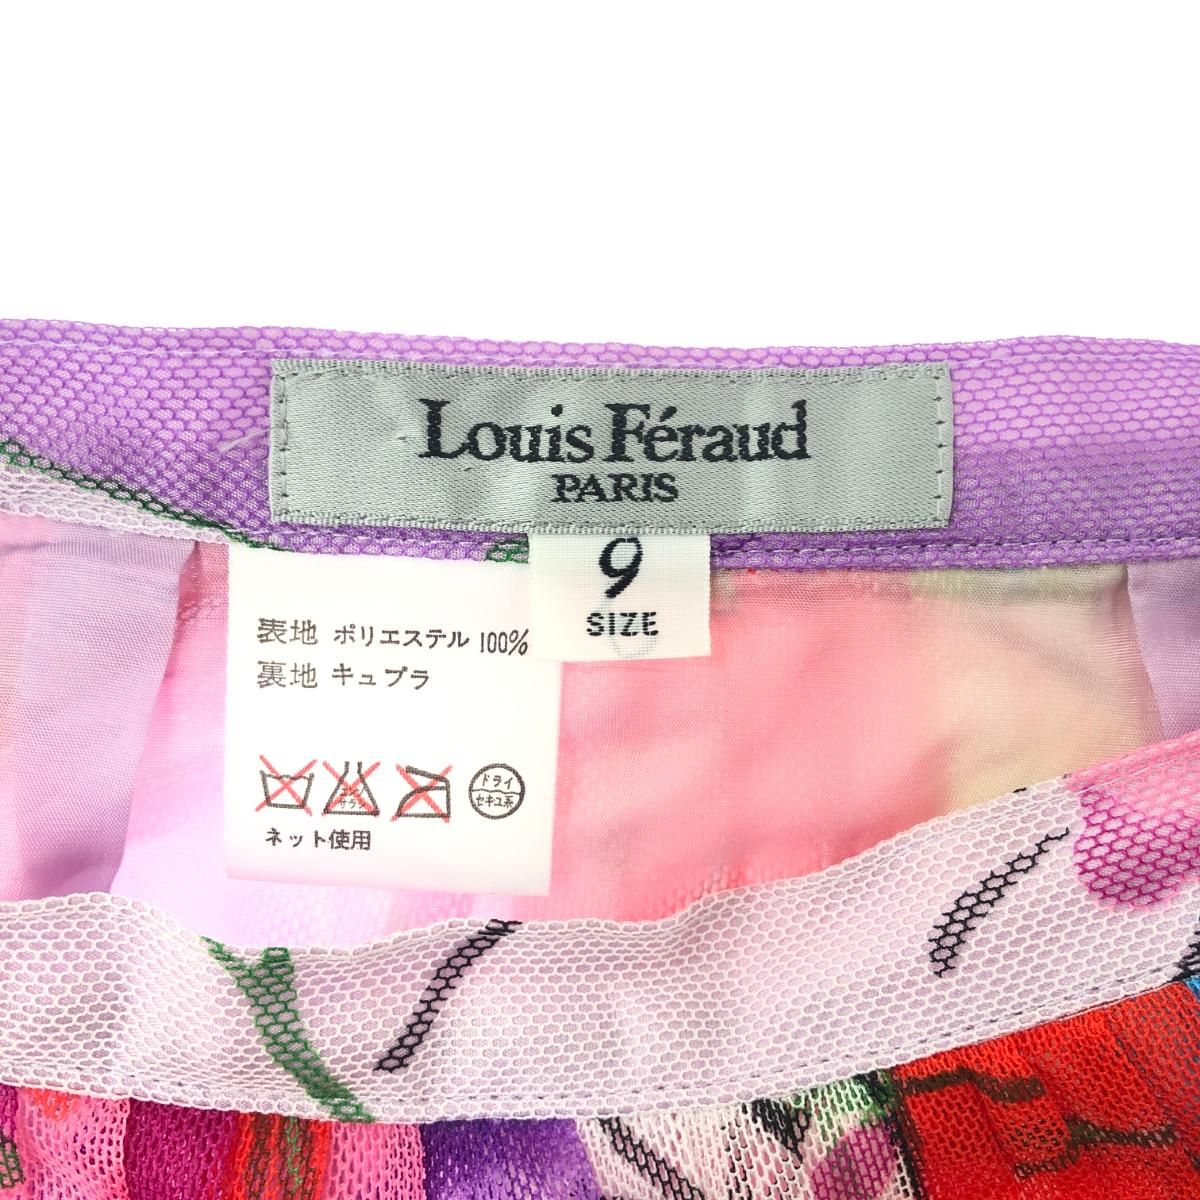 Louis Féraud
PARIS
9
SIZE
表地 ポリエステル 100%
裏地 キュプラ
ドライ
セキユ系
ネット使用